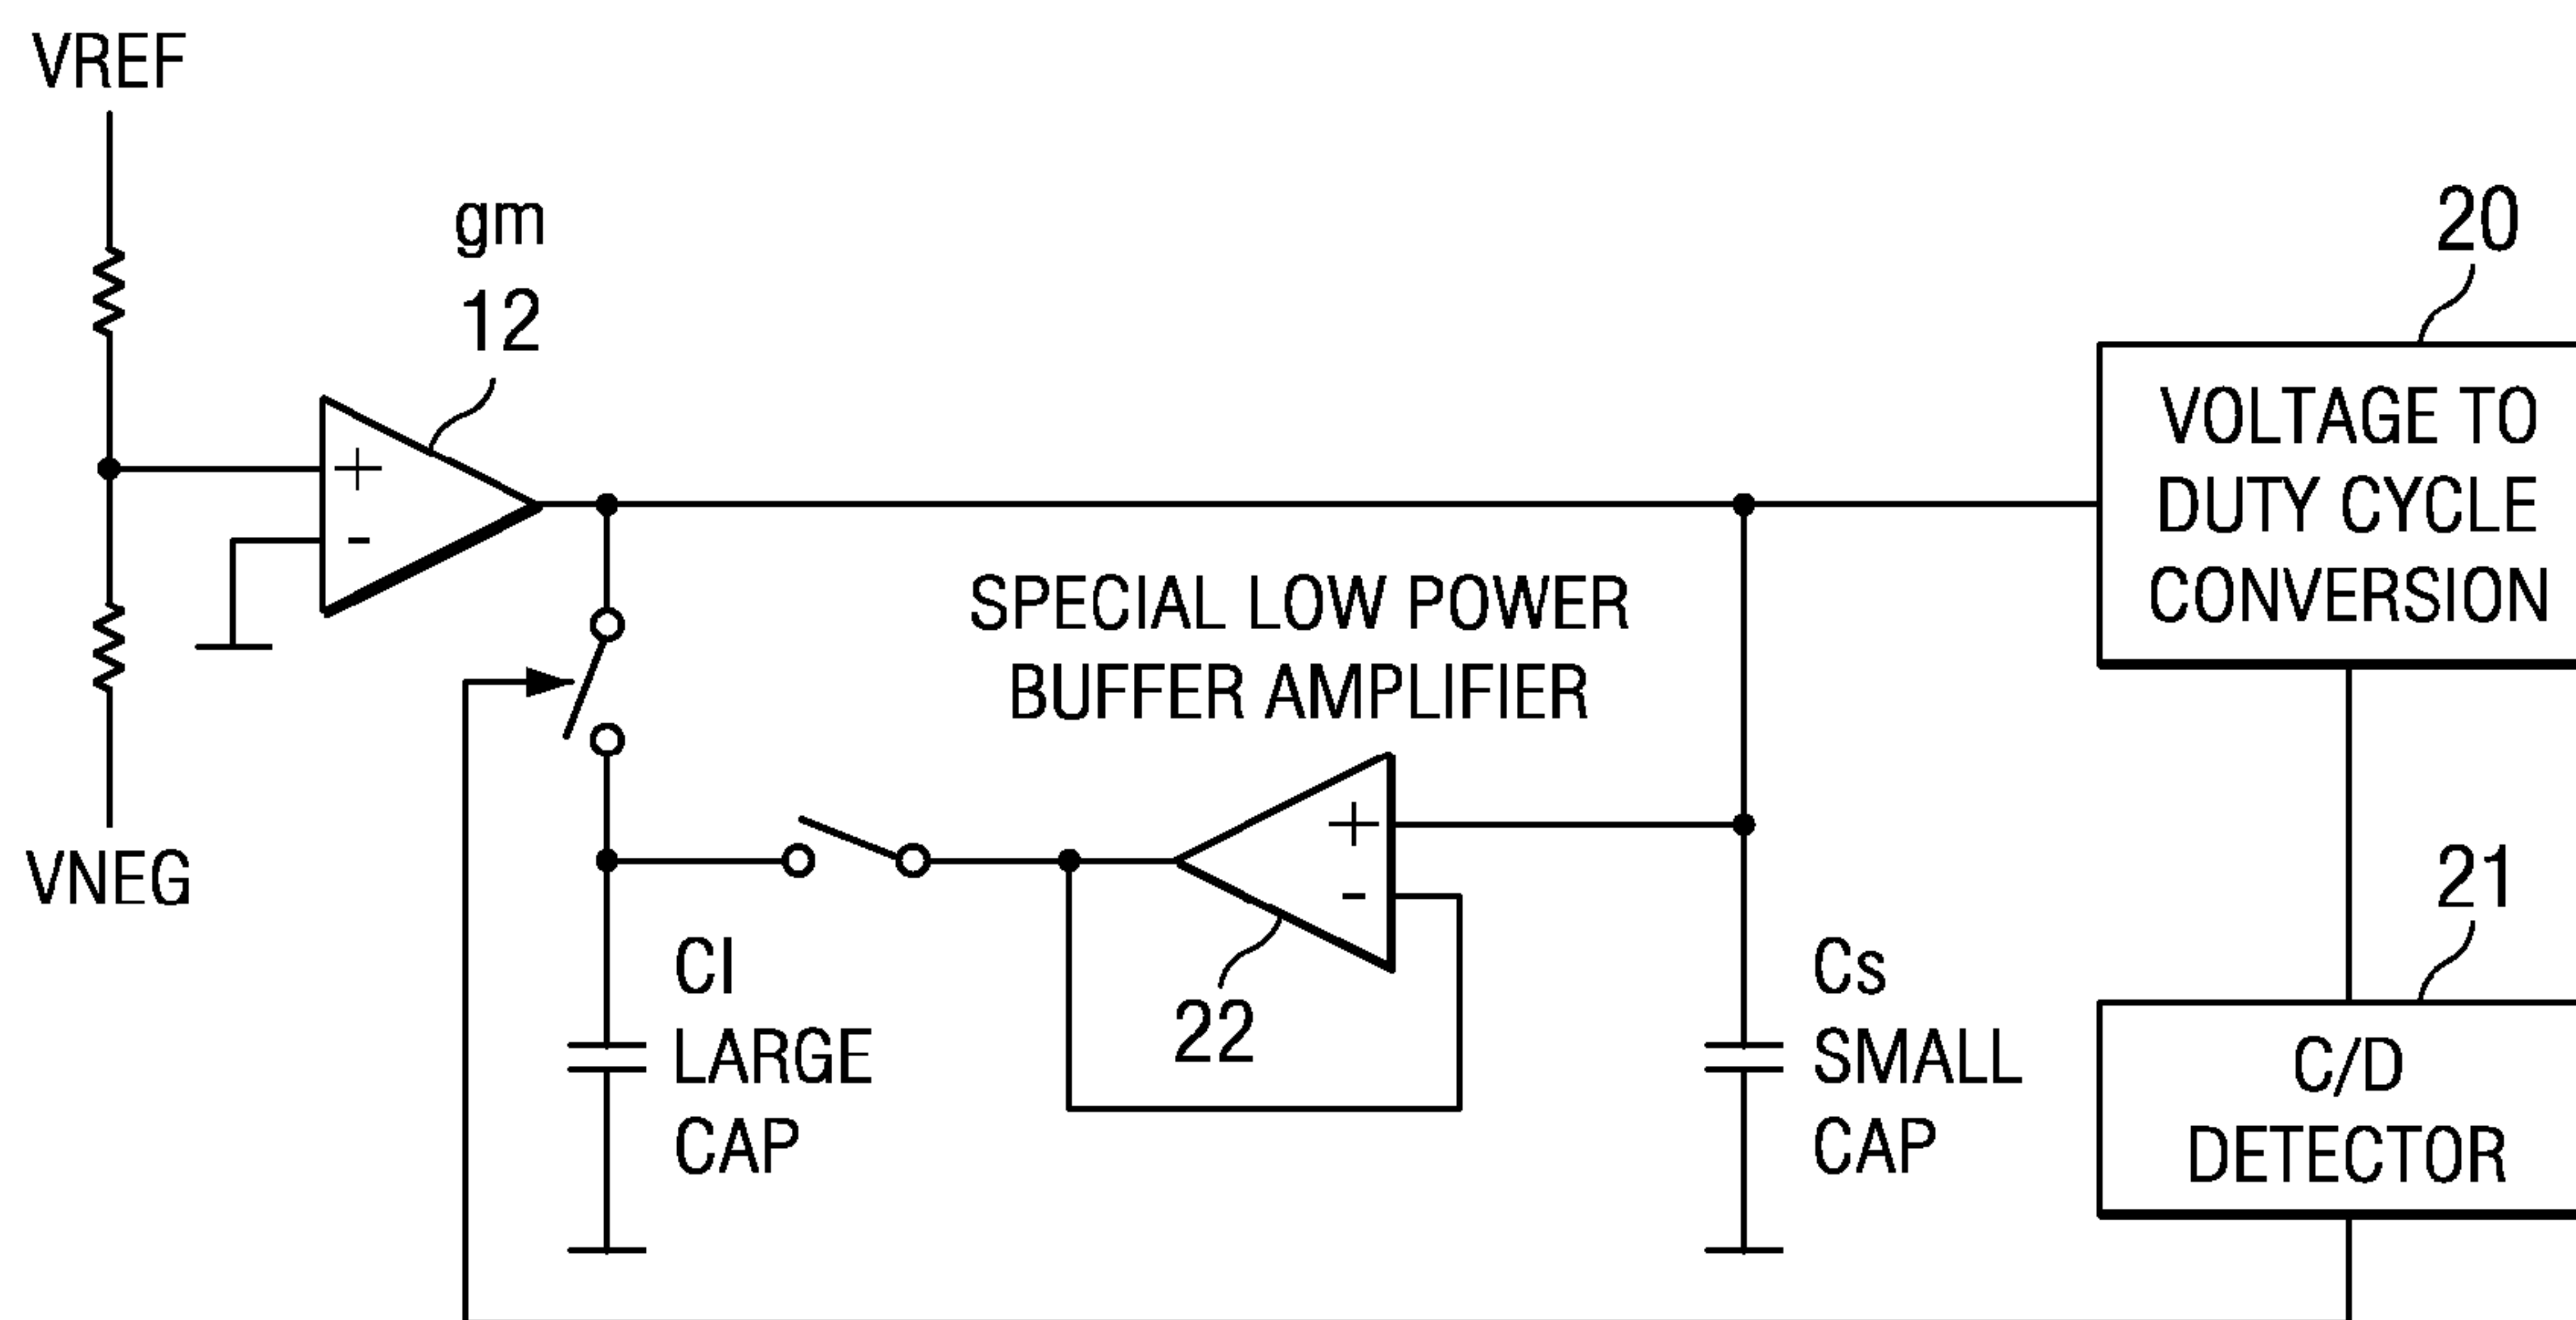 VREF
gm
12
20
VOLTAGE TO
DUTY CYCLE
CONVERSION
+
-
SPECIAL LOW POWER
BUFFER AMPLIFIER
+
-
VNEG
22
CI
LARGE
CAP
Cs
SMALL
CAP
21
C/D
DETECTOR